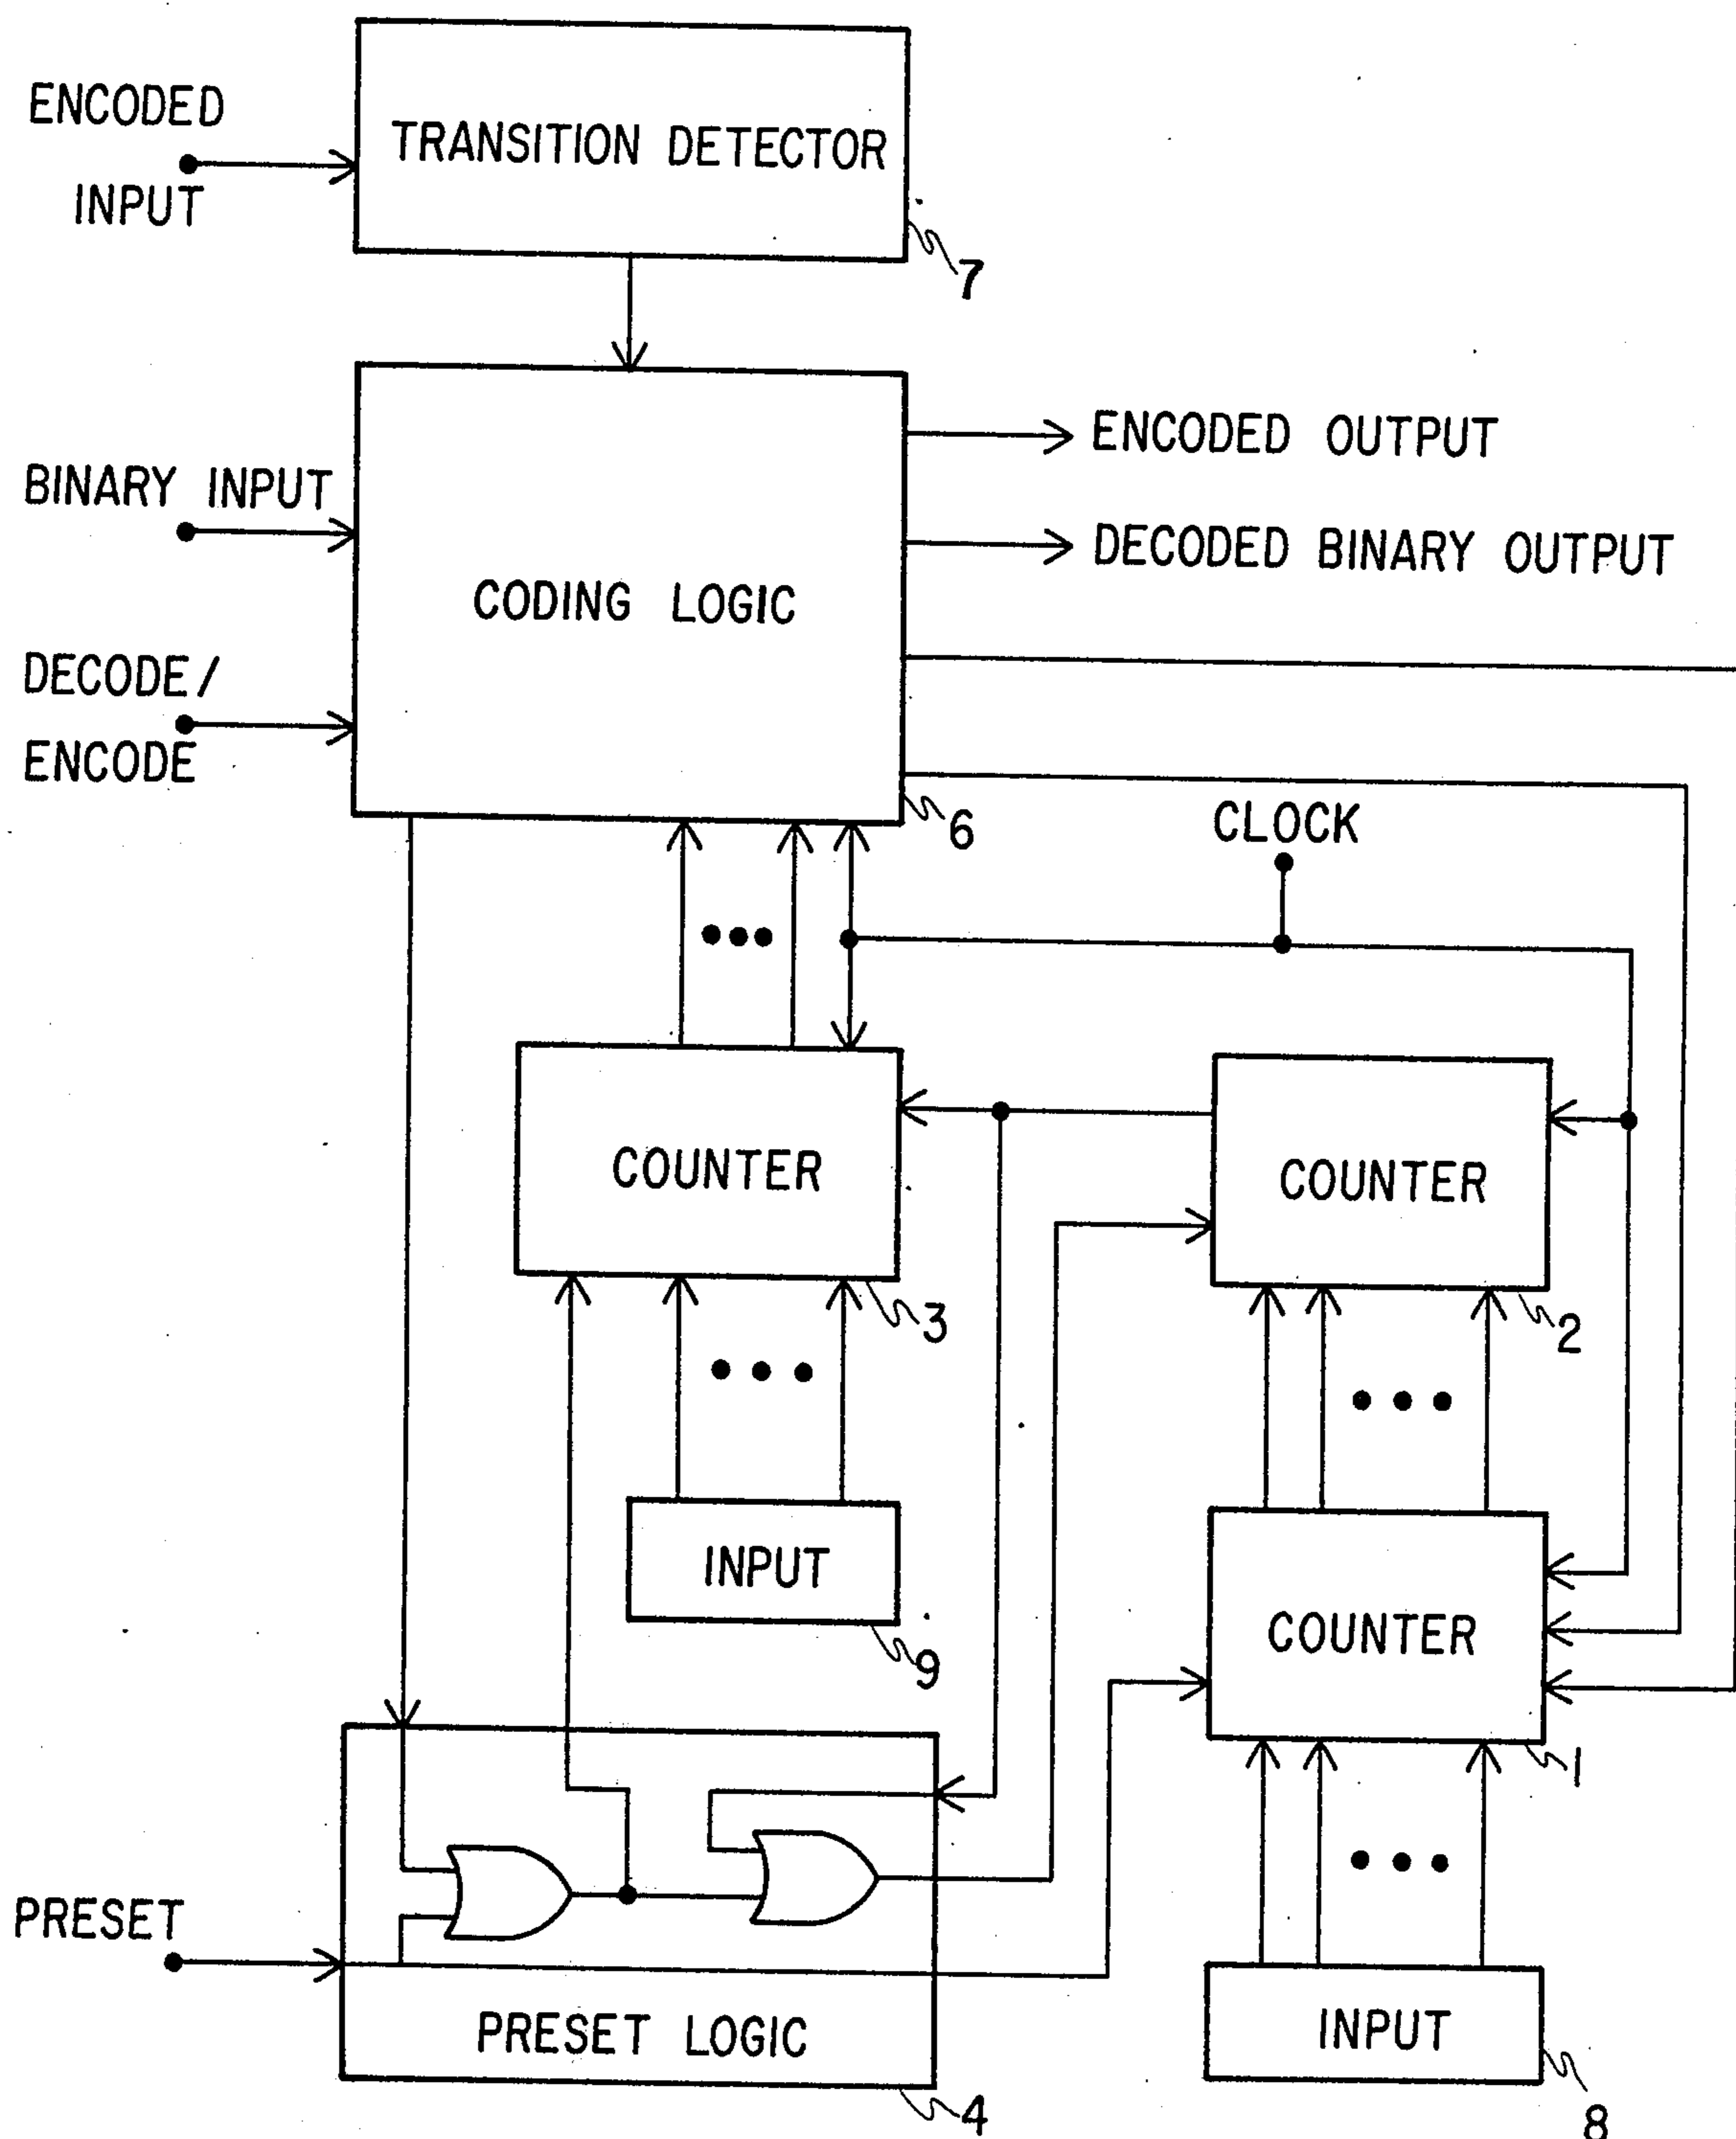 ENCODED
INPUT
TRANSITION DETECTOR
7
ENCODED OUTPUT
BINARY INPUT
DECODED BINARY OUTPUT
CODING LOGIC
DECODE/
ENCODE
6
CLOCK
COUNTER
3
COUNTER
2
INPUT
9
COUNTER
1
PRESET
PRESET LOGIC
4
INPUT
8